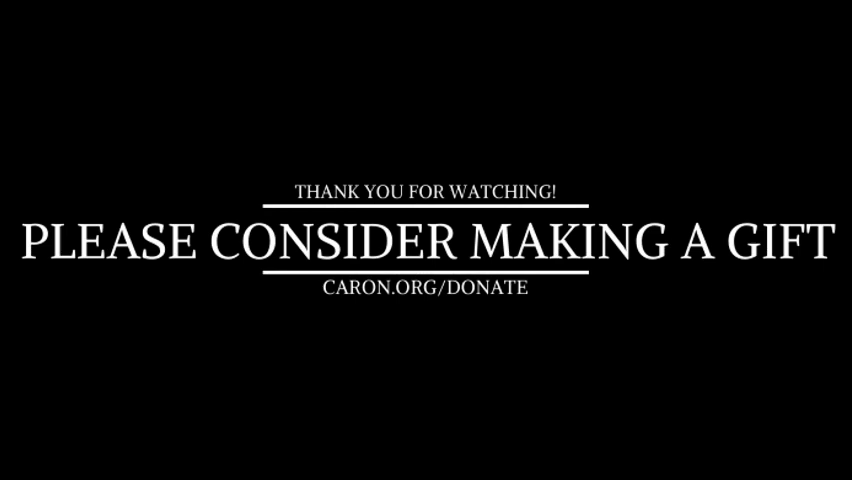 THANK YOU FOR WATCHING!
PLEASE CONSIDER MAKING A GIFT
CARON.ORG/DONATE